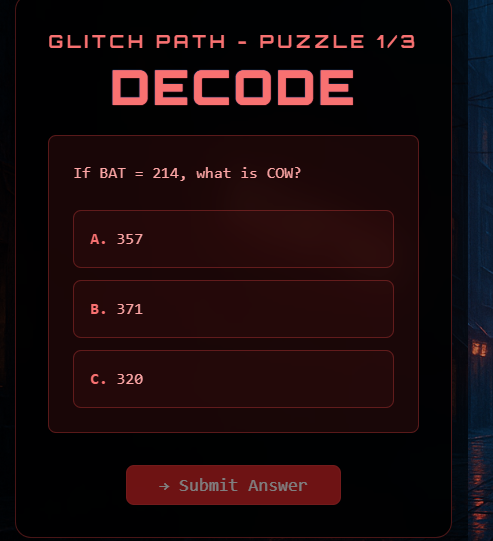 GLITCH PATH - PUZZLE 1/3
DECODE
If BAT = 214, what is COW?
A. 357
B. 371
C. 320
→ Submit Answer